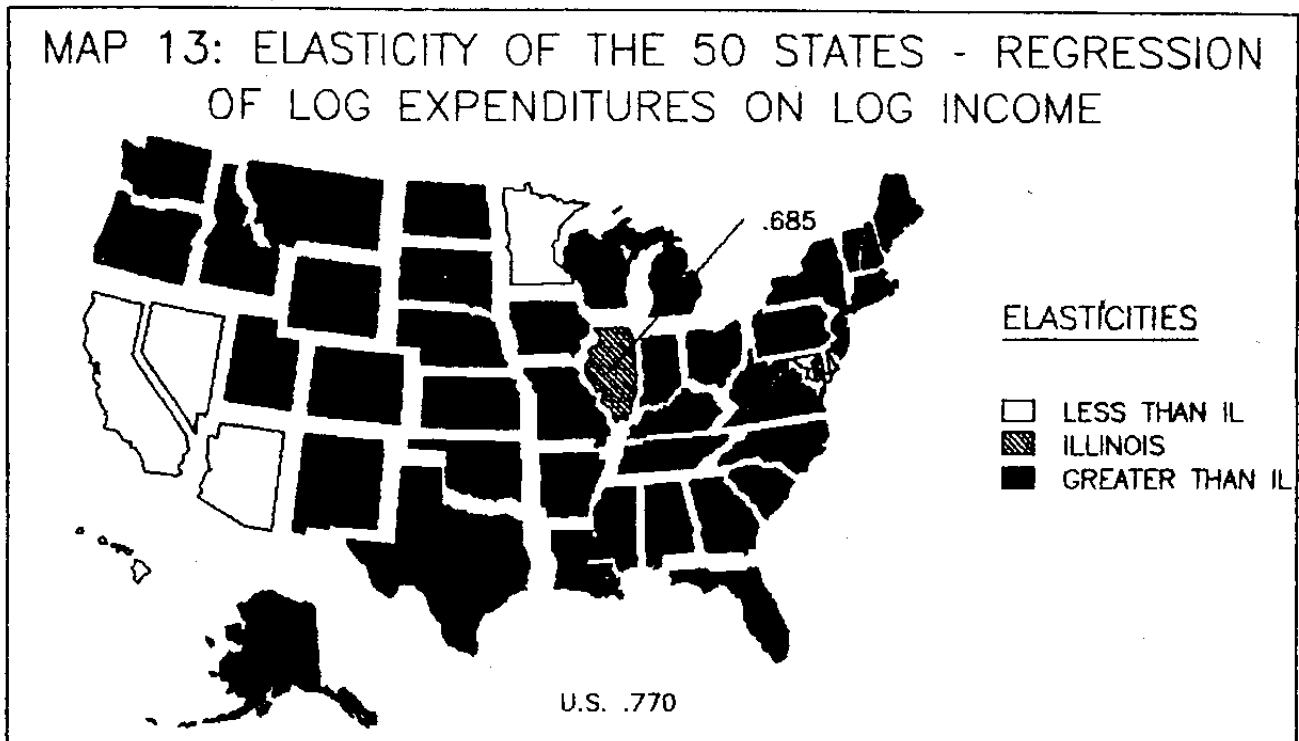 MAP 13: ELASTICITY OF THE 50 STATES - REGRESSION
OF LOG EXPENDITURES ON LOG INCOME
.685
ELASTICITIES
LESS THAN IL
ILLINOIS
GREATER THAN IL
U.S. .770